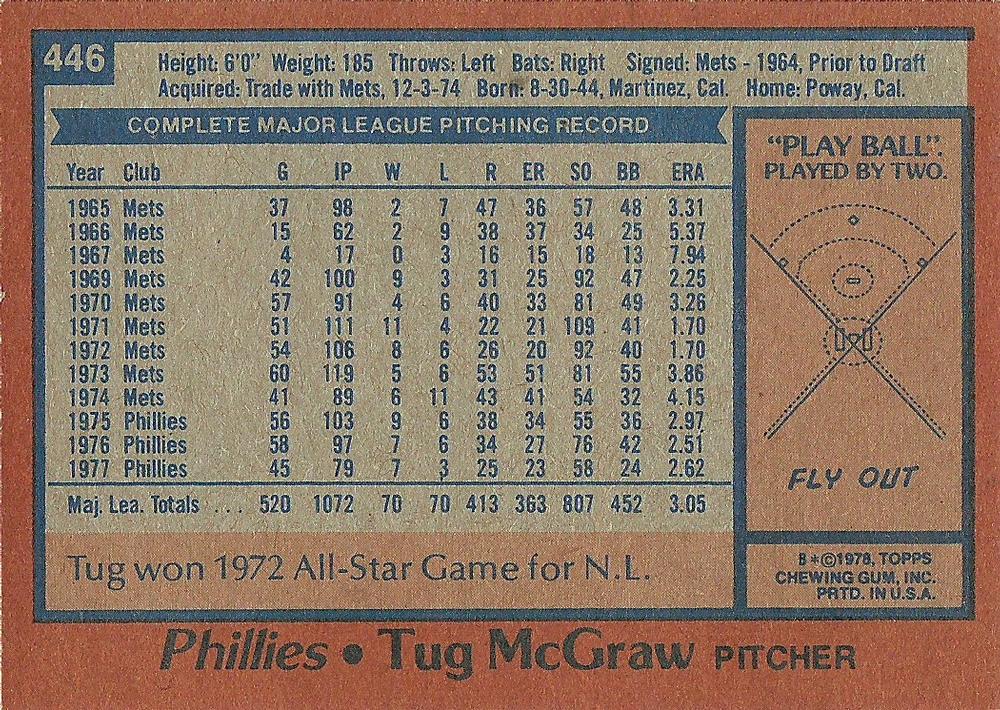 446
Height: 6'0" Weight: 185 Throws: Left Bats: Right Signed: Mets - 1964, Prior to Draft
Acquired: Trade with Mets, 12-3-74 Born: 8-30-44, Martinez, Cal. Home: Poway, Cal.
COMPLETE MAJOR LEAGUE PITCHING RECORD
Year Club G IP W L R ER SO BB ERA
1965 Mets 37 98 2 7 47 36 57 48 3.31
1966 Mets 15 62 2 9 38 37 34 25 5.37
1967 Mets 4 17 0 3 16 15 18 13 7.94
1969 Mets 42 100 9 3 31 25 92 47 2.25
1970 Mets 57 91 4 6 40 33 81 49 3.26
1971 Mets 51 111 11 4 22 21 109 41 1.70
1972 Mets 54 106 8 6 26 20 92 40 1.70
1973 Mets 60 119 5 6 53 51 81 55 3.86
1974 Mets 41 89 6 11 43 41 54 32 4.15
1975 Phillies 56 103 9 6 38 34 55 36 2.97
1976 Phillies 58 97 7 6 34 27 76 42 2.51
1977 Phillies 45 79 7 3 25 23 58 24 2.62
Maj. Lea. Totals ... 520 1072 70 70 413 363 807 452 3.05
Tug won 1972 All-Star Game for N.L.
"PLAY BALL".
PLAYED BY TWO.
FLY OUT
B*©1978, TOPPS
CHEWING GUM, INC.
PRTD. IN U.S.A.
Phillies • Tug McGraw PITCHER